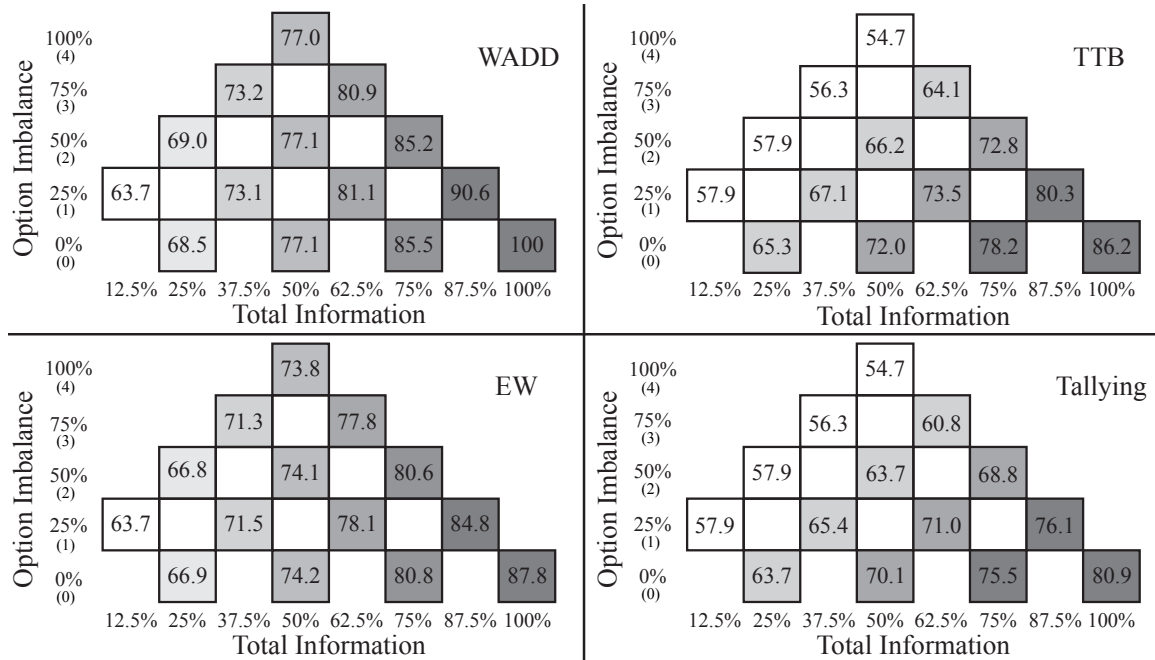 WADD
Option Imbalance
100%
(4)
77.0
75%
(3)
73.2 80.9
50%
(2)
69.0 77.1 85.2
25%
(1)
63.7 73.1 81.1 90.6
0%
(0)
68.5 77.1 85.5 100
12.5% 25% 37.5% 50% 62.5% 75% 87.5% 100%
Total Information
TTB
Option Imbalance
100%
(4)
54.7
75%
(3)
56.3 64.1
50%
(2)
57.9 66.2 72.8
25%
(1)
57.9 67.1 73.5 80.3
0%
(0)
65.3 72.0 78.2 86.2
12.5% 25% 37.5% 50% 62.5% 75% 87.5% 100%
Total Information
EW
Option Imbalance
100%
(4)
73.8
75%
(3)
71.3 77.8
50%
(2)
66.8 74.1 80.6
25%
(1)
63.7 71.5 78.1 84.8
0%
(0)
66.9 74.2 80.8 87.8
12.5% 25% 37.5% 50% 62.5% 75% 87.5% 100%
Total Information
Tallying
Option Imbalance
100%
(4)
54.7
75%
(3)
56.3 60.8
50%
(2)
57.9 63.7 68.8
25%
(1)
57.9 65.4 71.0 76.1
0%
(0)
63.7 70.1 75.5 80.9
12.5% 25% 37.5% 50% 62.5% 75% 87.5% 100%
Total Information